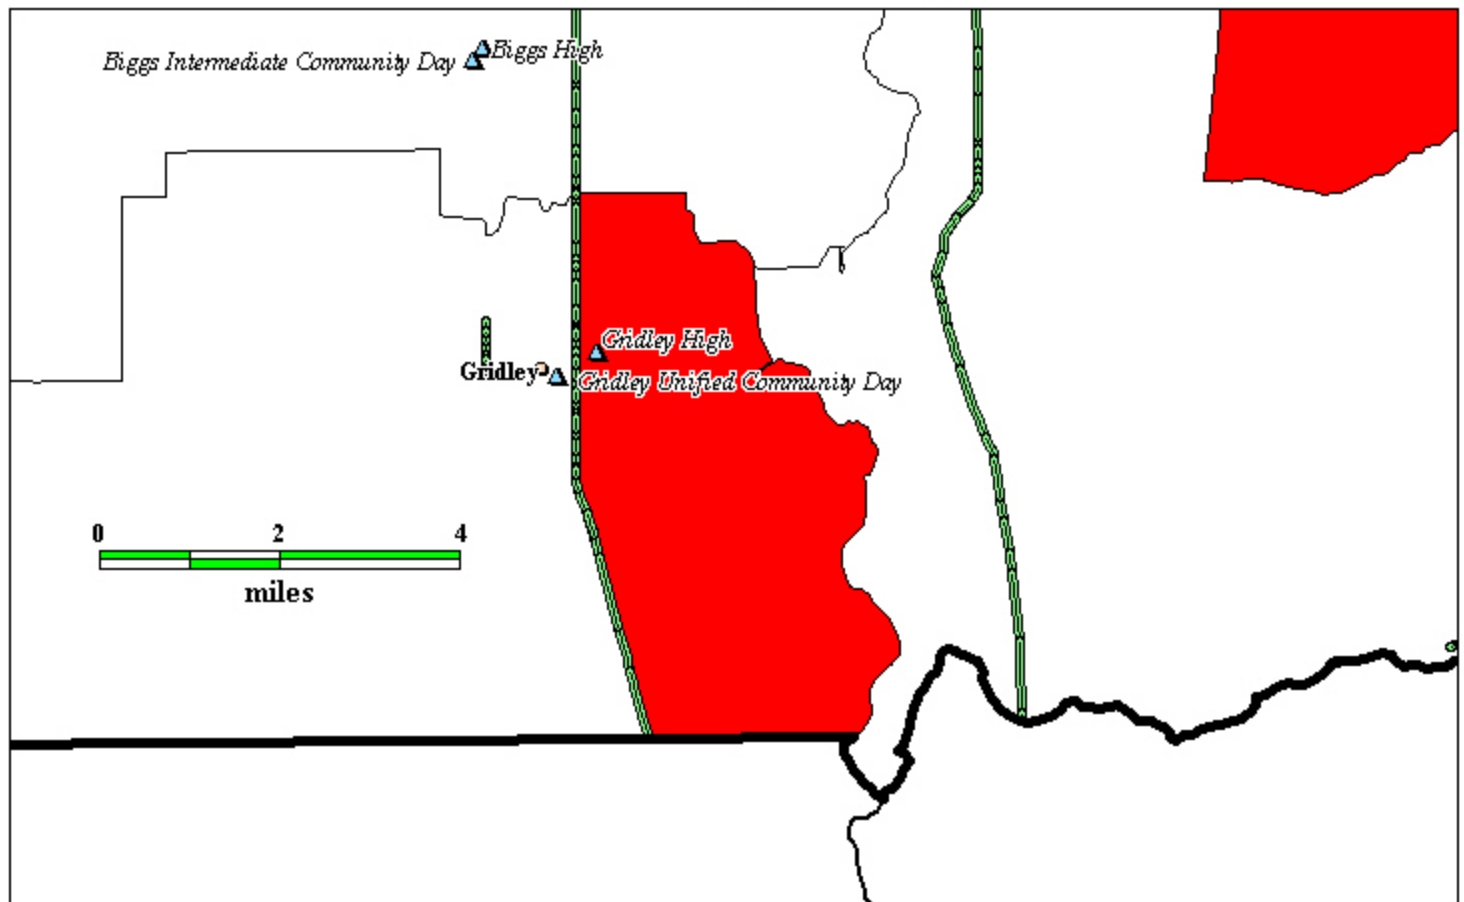 Biggs High
Biggs Intermediate Community Day
Gridley High
Gridley
Gridley Unified Community Day
0 2 4
miles